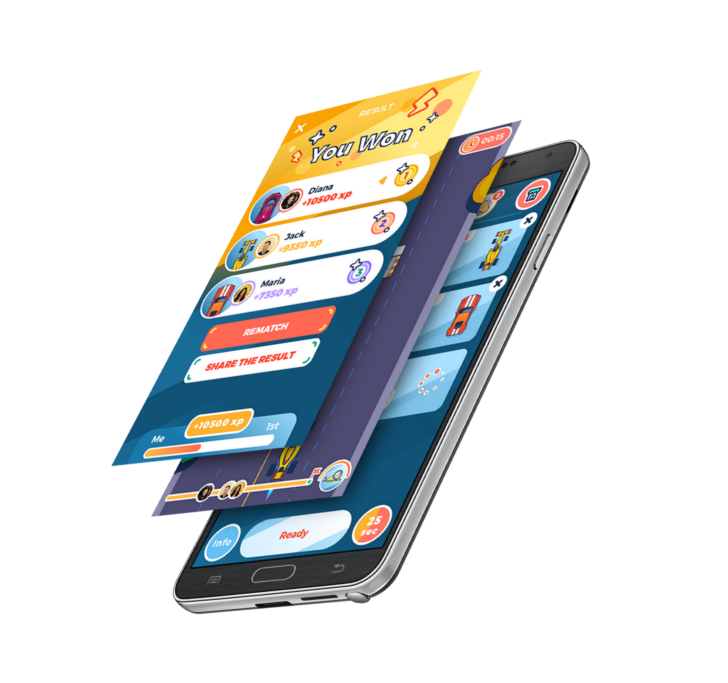 RESULT
You Won
Diana
+10500 xp
1
Jack
+9350 xp
2
Maria
+7350 xp
3
REMATCH
SHARE THE RESULT
+10500 xp
Me
1st
00:15
Info
Ready
25
sec